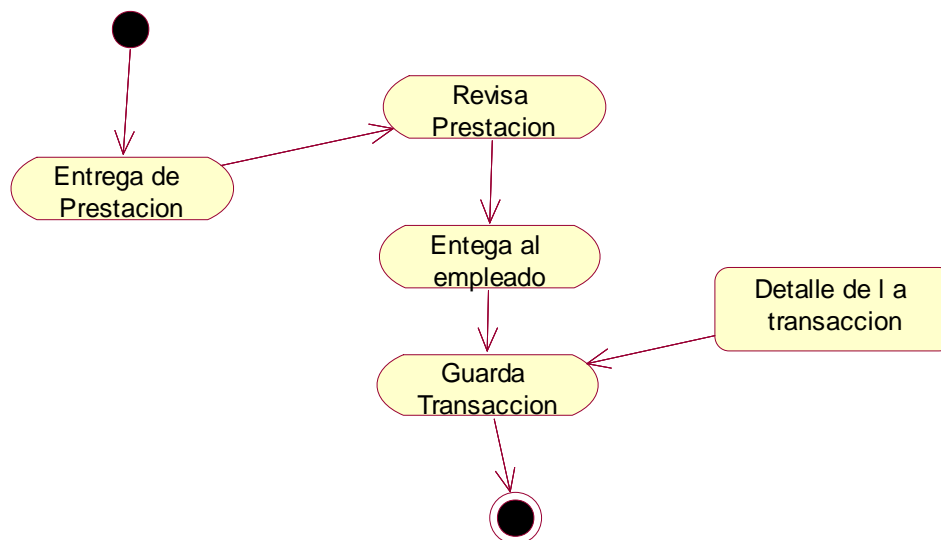 Revisa
Prestacion
Entrega de
Prestacion
Entega al
empleado
Detalle de l a
transaccion
Guarda
Transaccion